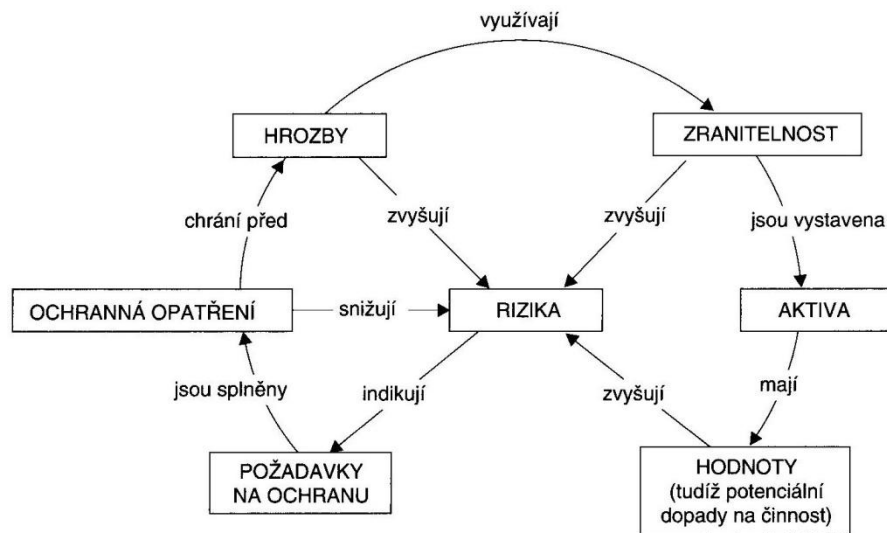 využívají
HROZBY
ZRANITELNOST
chrání před
zvyšují
zvyšují
jsou vystavena
OCHRANNÁ OPATŘENÍ
snižují
RIZIKA
AKTIVA
jsou splněny
indikují
zvyšují
mají
POŽADAVKY
NA OCHRANU
HODNOTY
(tudíž potenciální
dopady na činnost)